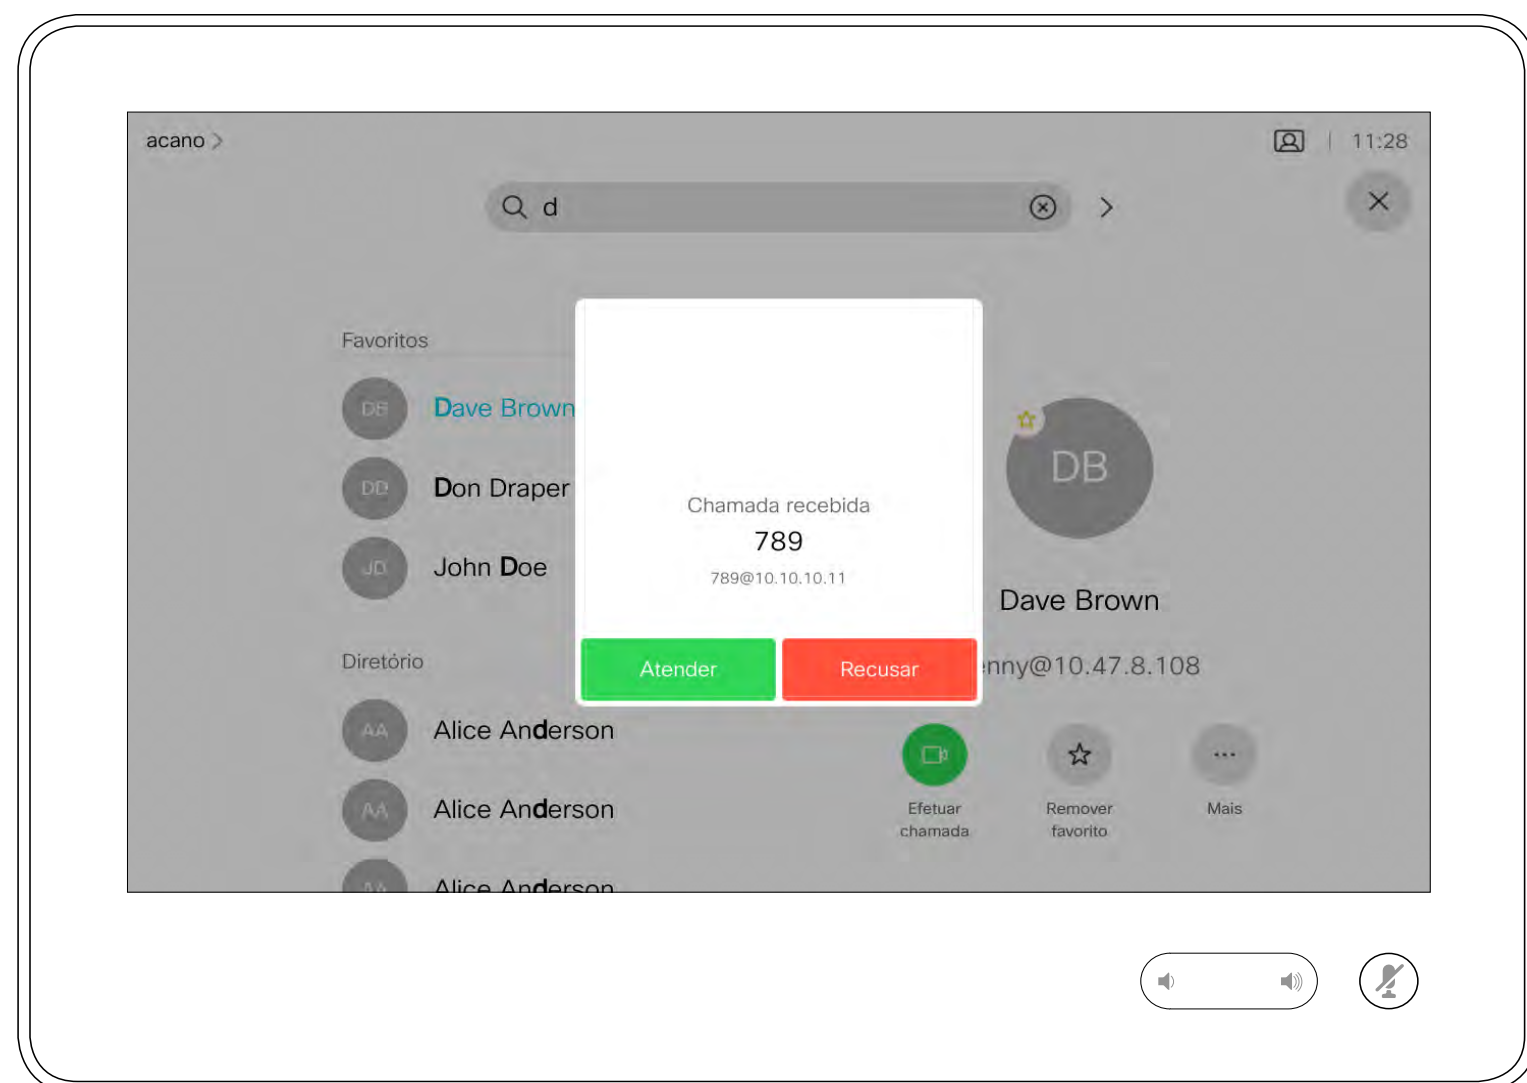 acano >
11:28
d
Favoritos
DB
Dave Brown
DD
Don Draper
JD
John Doe
Diretório
AA
Alice Anderson
AA
Alice Anderson
AA
Alice Anderson
Chamada recebida
789
789@10.10.10.11
Atender
Recusar
DB
Dave Brown
nny@10.47.8.108
Efetuar
chamada
Remover
favorito
Mais